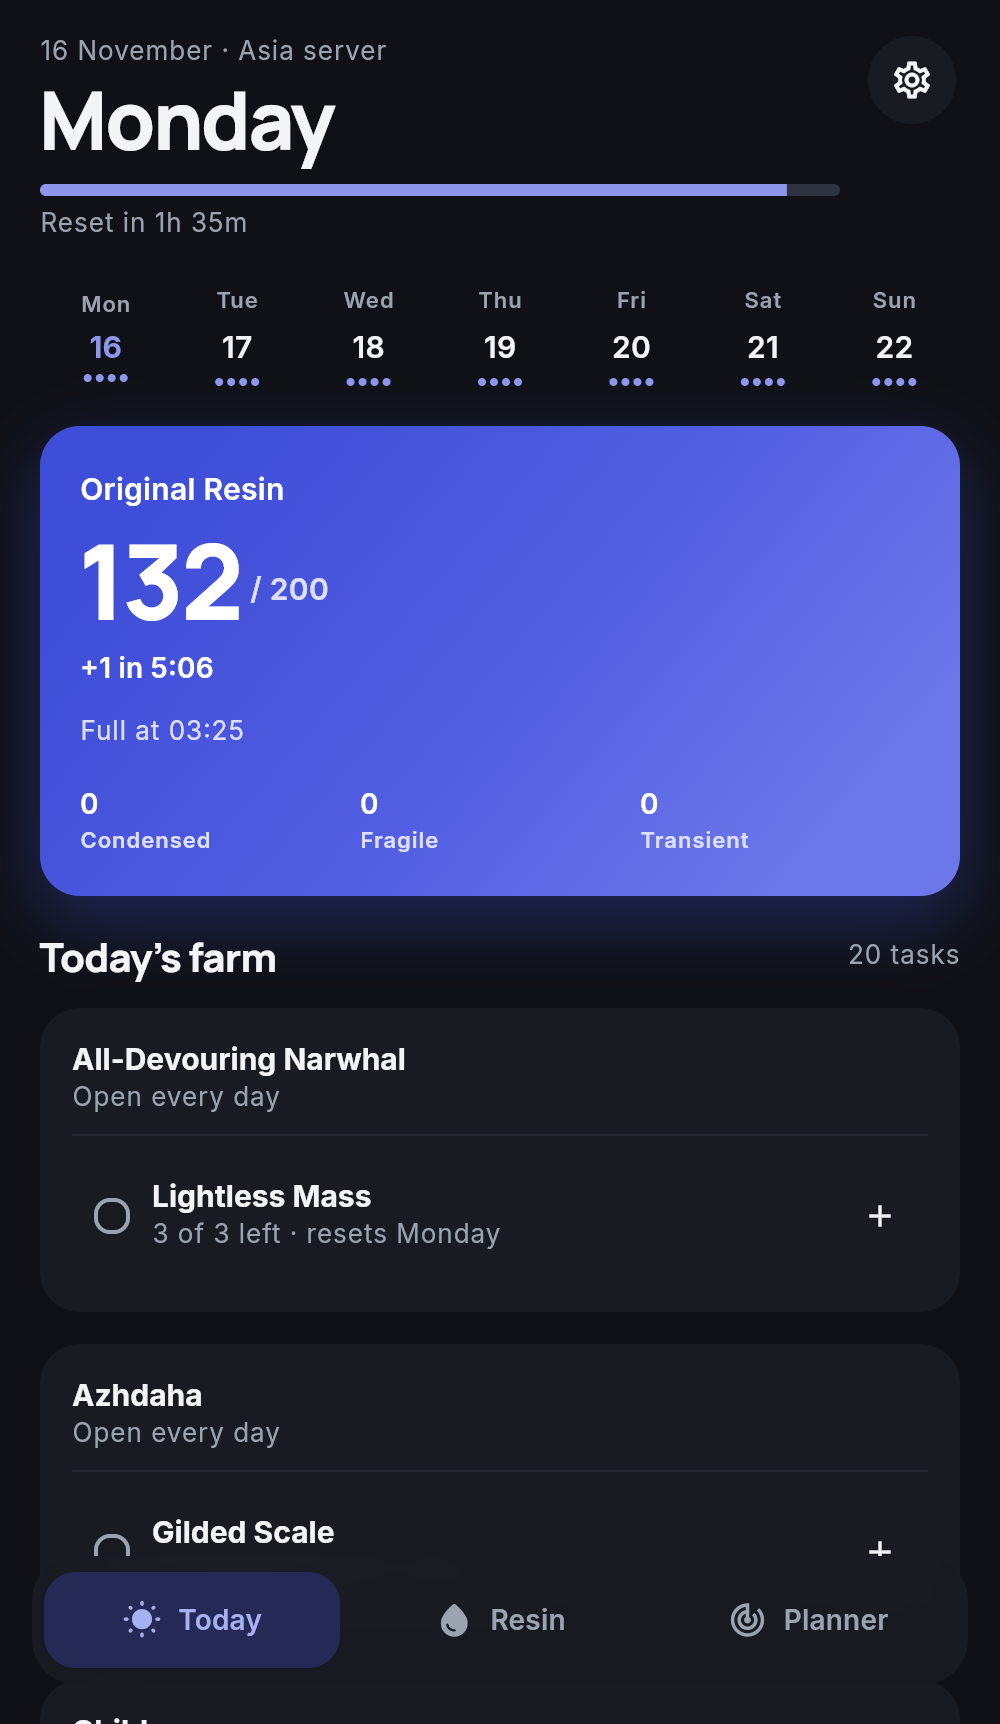 16 November · Asia server
Monday
Reset in 1h 35m
Mon Tue Wed Thu Fri Sat Sun
16 17 18 19 20 21 22
Original Resin
132 / 200
+1 in 5:06
Full at 03:25
0 0 0
Condensed Fragile Transient
Today’s farm 20 tasks
All-Devouring Narwhal
Open every day
Lightless Mass
3 of 3 left · resets Monday
+
Azhdaha
Open every day
Gilded Scale
+
Today Resin Planner